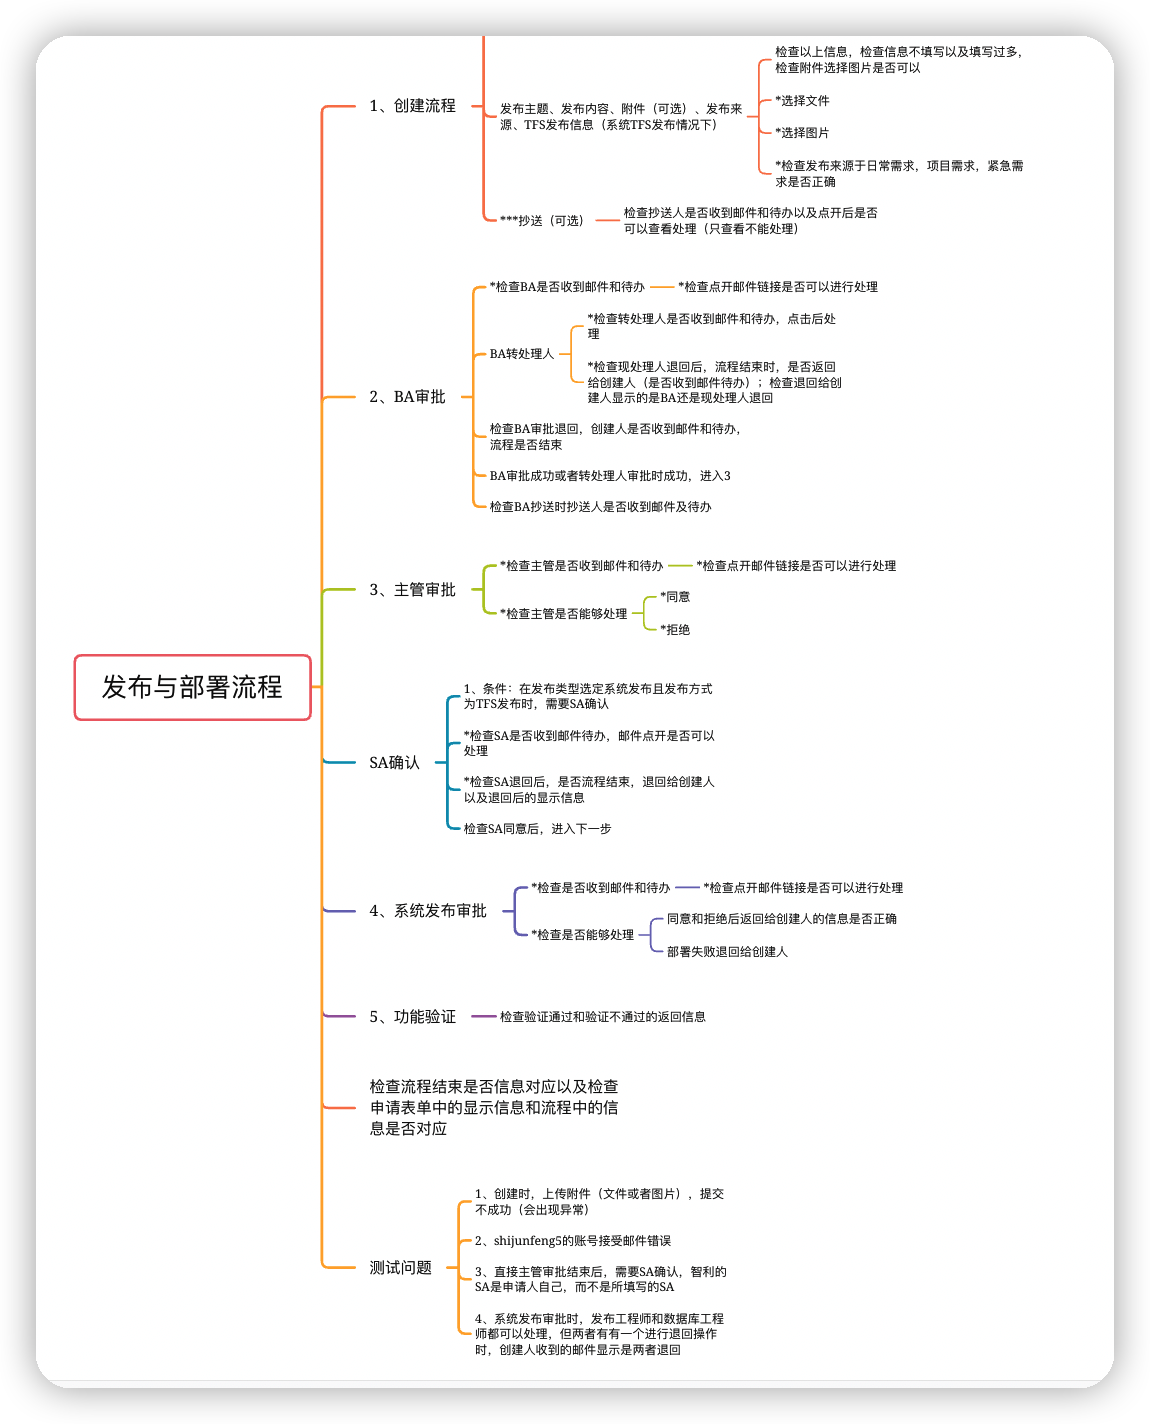 检查以上信息，检查信息不填写以及填写过多，
检查附件选择图片是否可以
*选择文件
1、创建流程
发布主题、发布内容、附件（可选）、发布来
源、TFS发布信息（系统TFS发布情况下）
*选择图片
*检查发布来源于日常需求，项目需求，紧急需
求是否正确
***抄送（可选）
检查抄送人是否收到邮件和待办以及点开后是否
可以查看处理（只查看不能处理）
*检查BA是否收到邮件和待办
*检查点开邮件链接是否可以进行处理
*检查转处理人是否收到邮件和待办，点击后处
理
BA转处理人
*检查现处理人退回后，流程结束时，是否返回
给创建人（是否收到邮件待办）；检查退回给创
建人显示的是BA还是现处理人退回
2、BA审批
检查BA审批退回，创建人是否收到邮件和待办，
流程是否结束
BA审批成功或者转处理人审批时成功，进入3
检查BA抄送时抄送人是否收到邮件及待办
*检查主管是否收到邮件和待办
*检查点开邮件链接是否可以进行处理
3、主管审批
*同意
*检查主管是否能够处理
*拒绝
发布与部署流程
1、条件：在发布类型选定系统发布且发布方式
为TFS发布时，需要SA确认
*检查SA是否收到邮件待办，邮件点开是否可以
处理
SA确认
*检查SA退回后，是否流程结束，退回给创建人
以及退回后的显示信息
检查SA同意后，进入下一步
*检查是否收到邮件和待办
*检查点开邮件链接是否可以进行处理
4、系统发布审批
同意和拒绝后返回给创建人的信息是否正确
*检查是否能够处理
部署失败退回给创建人
5、功能验证
检查验证通过和验证不通过的返回信息
检查流程结束是否信息对应以及检查
申请表单中的显示信息和流程中的信
息是否对应
1、创建时，上传附件（文件或者图片），提交
不成功（会出现异常）
2、shijunfeng5的账号接受邮件错误
测试问题
3、直接主管审批结束后，需要SA确认，智利的
SA是申请人自己，而不是所填写的SA
4、系统发布审批时，发布工程师和数据库工程
师都可以处理，但两者有有一个进行退回操作
时，创建人收到的邮件显示是两者退回